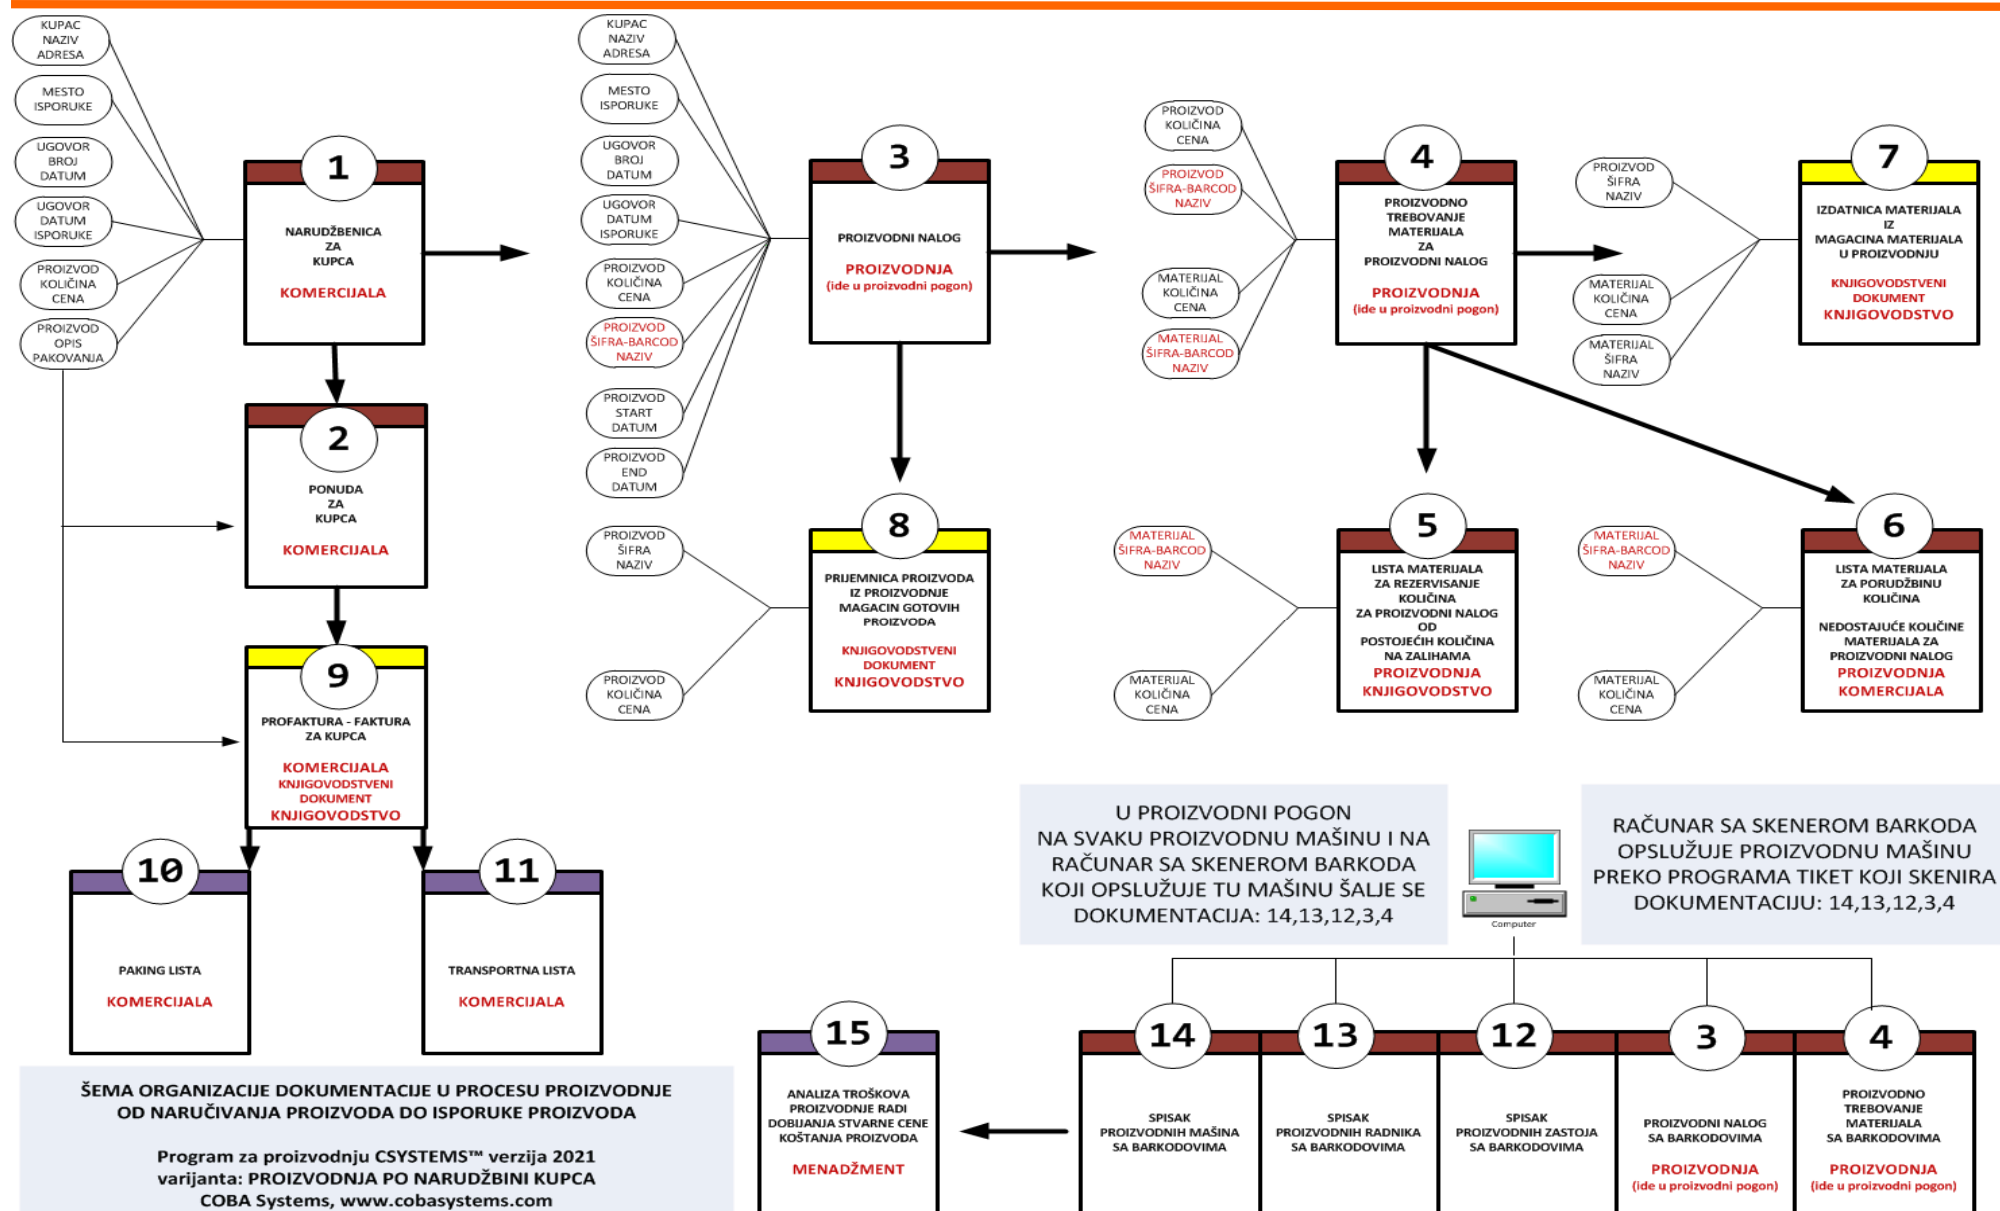 KUPAC
NAZIV
ADRESA
MESTO
ISPORUKE
UGOVOR
BROJ
DATUM
UGOVOR
DATUM
ISPORUKE
PROIZVOD
KOLIČINA
CENA
PROIZVOD
OPIS
PAKOVANJA
1
NARUDŽBENICA
ZA
KUPCA
KOMERCIJALA
2
PONUDA
ZA
KUPCA
KOMERCIJALA
9
PROFAKTURA - FAKTURA
ZA KUPCA
KOMERCIJALA
KNJIGOVODSTVENI
DOKUMENT
KNJIGOVODSTVO
10
PAKING LISTA
KOMERCIJALA
11
TRANSPORTNA LISTA
KOMERCIJALA
KUPAC
NAZIV
ADRESA
MESTO
ISPORUKE
UGOVOR
BROJ
DATUM
UGOVOR
DATUM
ISPORUKE
PROIZVOD
KOLIČINA
CENA
PROIZVOD
ŠIFRA-BARCOD
NAZIV
PROIZVOD
START
DATUM
PROIZVOD
END
DATUM
3
PROIZVODNI NALOG
PROIZVODNJA
(ide u proizvodni pogon)
PROIZVOD
ŠIFRA
NAZIV
PROIZVOD
KOLIČINA
CENA
8
PRIJEMNICA PROIZVODA
IZ PROIZVODNJE
MAGACIN GOTOVIH
PROIZVODA
KNJIGOVODSTVENI
DOKUMENT
KNJIGOVODSTVO
PROIZVOD
KOLIČINA
CENA
PROIZVOD
ŠIFRA-BARCOD
NAZIV
MATERIJAL
KOLIČINA
CENA
MATERIJAL
ŠIFRA-BARCOD
NAZIV
4
PROIZVODNO
TREBOVANJE
MATERIJALA
ZA
PROIZVODNI NALOG
PROIZVODNJA
(ide u proizvodni pogon)
PROIZVOD
ŠIFRA
NAZIV
MATERIJAL
KOLIČINA
CENA
MATERIJAL
ŠIFRA
NAZIV
7
IZDATNICA MATERIJALA
IZ
MAGACINA MATERIJALA
U PROIZVODNJU
KNJIGOVODSTVENI
DOKUMENT
KNJIGOVODSTVO
MATERIJAL
ŠIFRA-BARCOD
NAZIV
MATERIJAL
KOLIČINA
CENA
5
LISTA MATERIJALA
ZA REZERVISANJE
KOLIČINA
ZA PROIZVODNI NALOG
OD
POSTOJEĆIH KOLIČINA
NA ZALIHAMA
PROIZVODNJA
KNJIGOVODSTVO
MATERIJAL
ŠIFRA-BARCOD
NAZIV
MATERIJAL
KOLIČINA
CENA
6
LISTA MATERIJALA
ZA PORUDŽBINU
KOLIČINA
NEDOSTAJUĆE KOLIČINE
MATERIJALA ZA
PROIZVODNI NALOG
PROIZVODNJA
KOMERCIJALA
U PROIZVODNI POGON
NA SVAKU PROIZVODNU MAŠINU I NA
RAČUNAR SA SKENEROM BARKODA
KOJI OPSLUŽUJE TU MAŠINU ŠALJE SE
DOKUMENTACIJA: 14,13,12,3,4
Computer
RAČUNAR SA SKENEROM BARKODA
OPSLUŽUJE PROIZVODNU MAŠINU
PREKO PROGRAMA TIKET KOJI SKENIRA
DOKUMENTACIJU: 14,13,12,3,4
15
ANALIZA TROŠKOVA
PROIZVODNJE RADI
DOBIJANJA STVARNE CENE
KOŠTANJA PROIZVODA
MENADŽMENT
14
SPISAK
PROIZVODNIH MAŠINA
SA BARKODOVIMA
13
SPISAK
PROIZVODNIH RADNIKA
SA BARKODOVIMA
12
SPISAK
PROIZVODNIH ZASTOJA
SA BARKODOVIMA
3
PROIZVODNI NALOG
SA BARKODOVIMA
PROIZVODNJA
(ide u proizvodni pogon)
4
PROIZVODNO
TREBOVANJE
MATERIJALA
SA BARKODOVIMA
PROIZVODNJA
(ide u proizvodni pogon)
ŠEMA ORGANIZACIJE DOKUMENTACIJE U PROCESU PROIZVODNJE
OD NARUČIVANJA PROIZVODA DO ISPORUKE PROIZVODA
Program za proizvodnju CSYSTEMS™ verzija 2021
varijanta: PROIZVODNJA PO NARUDŽBINI KUPCA
COBA Systems, www.cobasystems.com